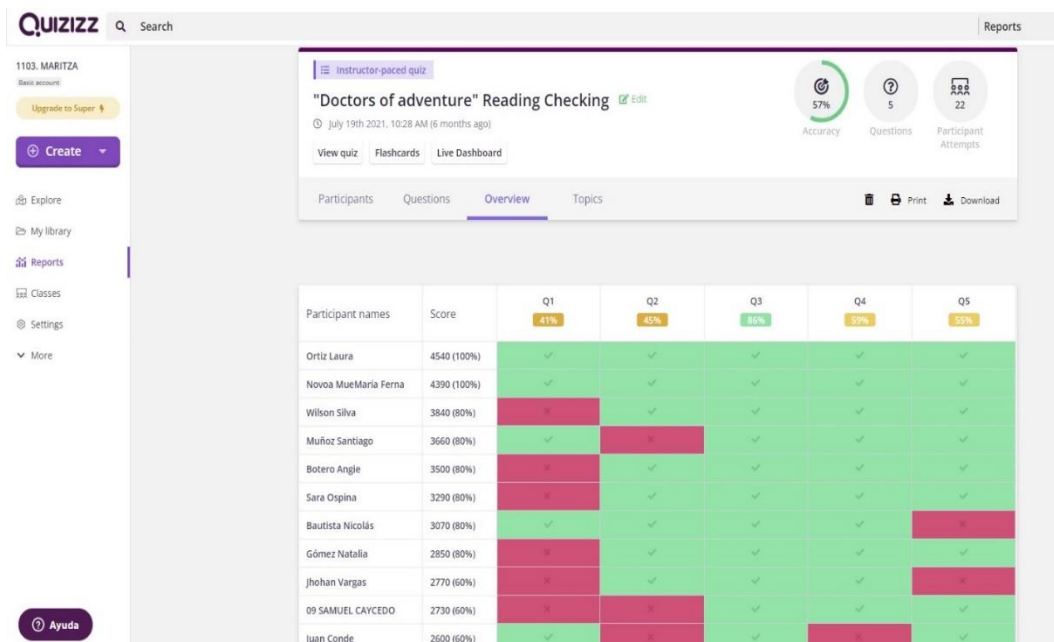 QUIZIZZ
Search
Reports
1103. MARITZA
Basic account
Upgrade to Super
Create
Explore
My library
Reports
Classes
Settings
More
Ayuda
Instructor-paced quiz
"Doctors of adventure" Reading Checking Edit
July 19th 2021, 10:28 AM (6 months ago)
View quiz Flashcards Live Dashboard
57%
Accuracy
5
Questions
22
Participant
Attempts
Participants Questions Overview Topics
Print Download
Participant names Score Q1 Q2 Q3 Q4 Q5
41% 45% 86% 59% 55%
Ortiz Laura 4540 (100%)
Novoa MueMaria Ferna 4390 (100%)
Wilson Silva 3840 (80%)
Muñoz Santiago 3660 (80%)
Botero Angie 3500 (80%)
Sara Ospina 3290 (80%)
Bautista Nicolás 3070 (80%)
Gómez Natalia 2850 (80%)
Jhohan Vargas 2770 (60%)
09 SAMUEL CAYCEDO 2730 (60%)
Juan Conde 2600 (60%)